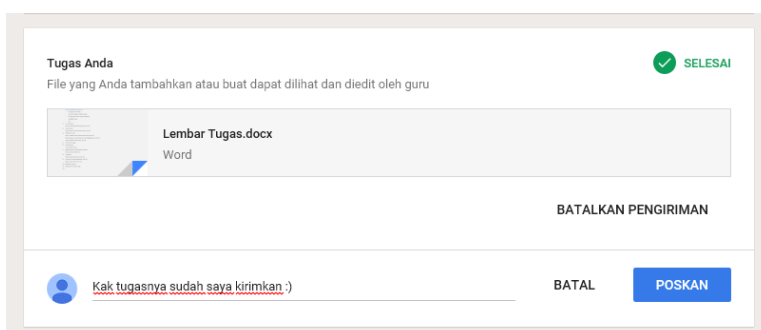 Tugas Anda
SELESAI
File yang Anda tambahkan atau buat dapat dilihat dan diedit oleh guru
Lembar Tugas.docx
Word
BATALKAN PENGIRIMAN
Kak tugasnya sudah saya kirimkan :)
BATAL
POSKAN